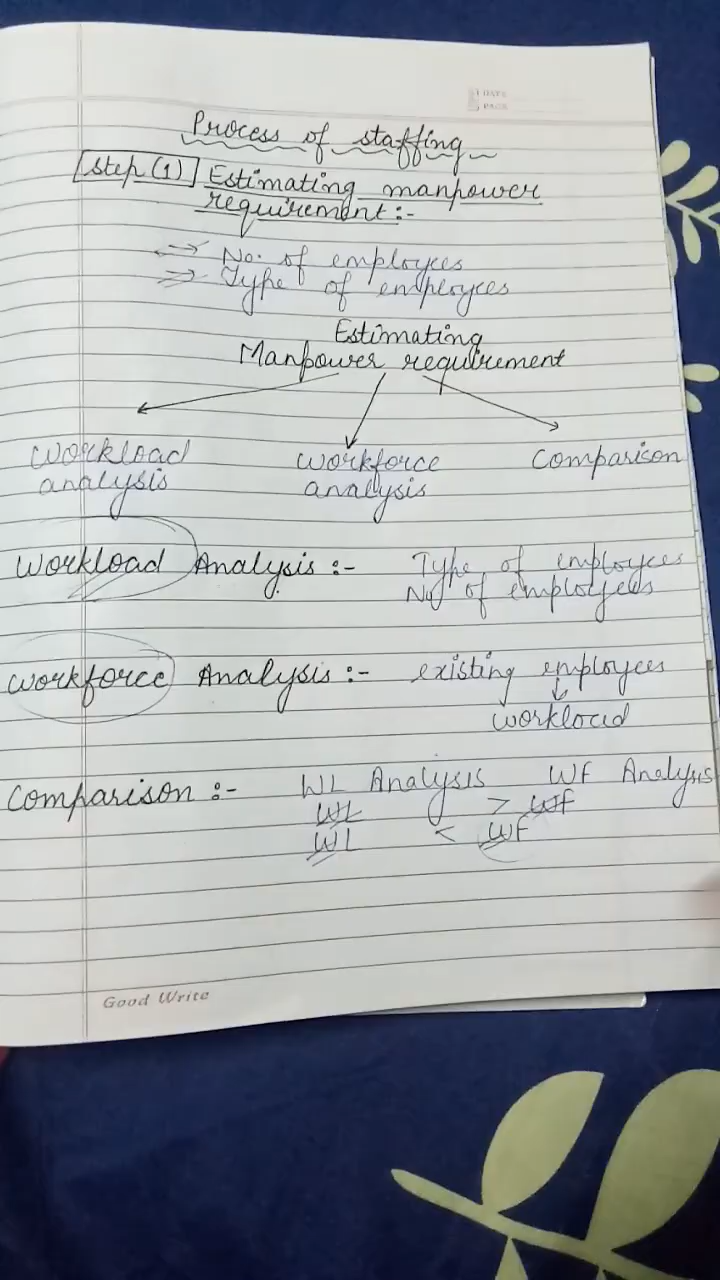 DATE
PAGE
Process of staffing
Step (1) Estimating manpower
requirement:-
→ No. of employees
⇒ Type of employees
Estimating
Manpower requirement
Workload
analysis
Workforce
analysis
Comparison
Workload Analysis :- Type of employees
No of employees
Workforce Analysis :- existing employees
↓
workload
Comparison :- WL Analysis WF Analysis
WL > WF
WL < WF
Good Write